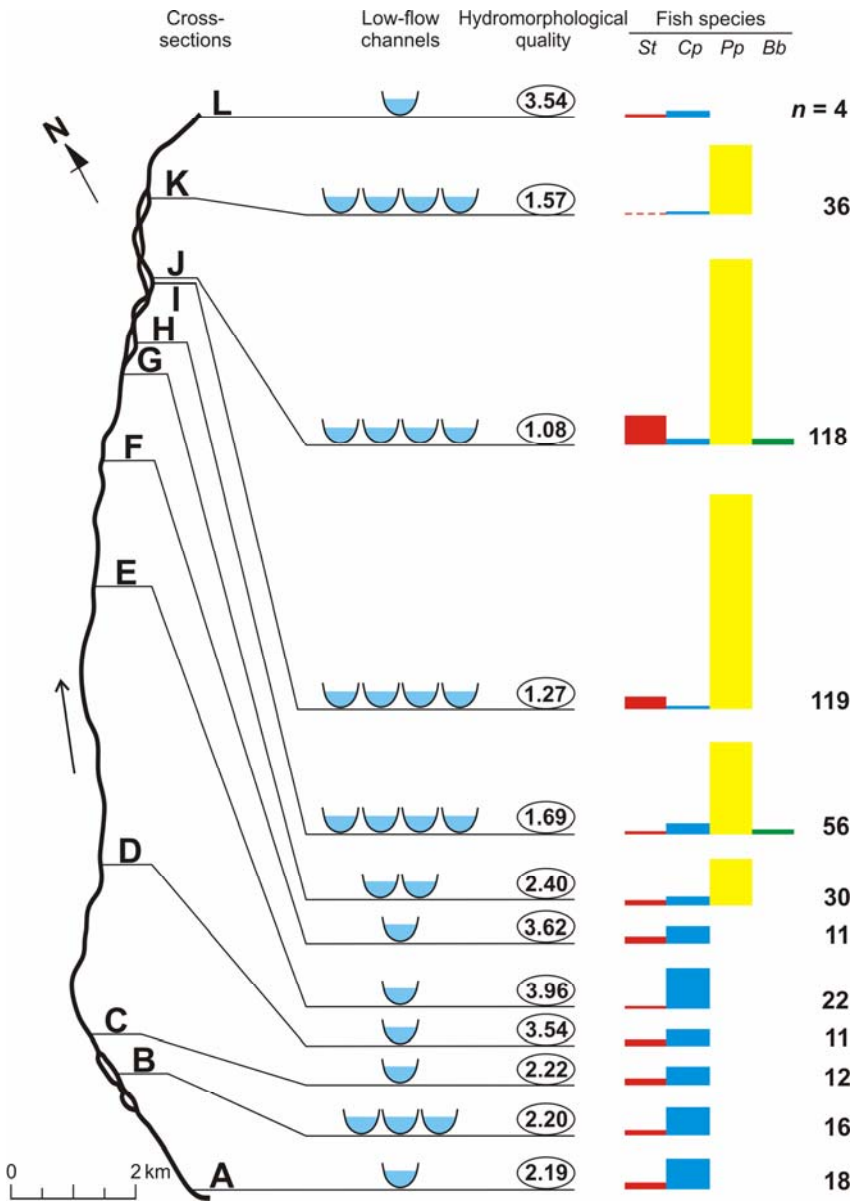 Cross-sections Low-flow channels Hydromorphological quality Fish species
St Cp Pp Bb
L 3.54 n = 4
N
K 1.57 36
J
I
H
G
1.08 118
F
E
1.27 119
1.69 56
D
2.40 30
3.62 11
3.96 22
3.54 11
C
2.22 12
B
2.20 16
A 2.19 18
0 2 km